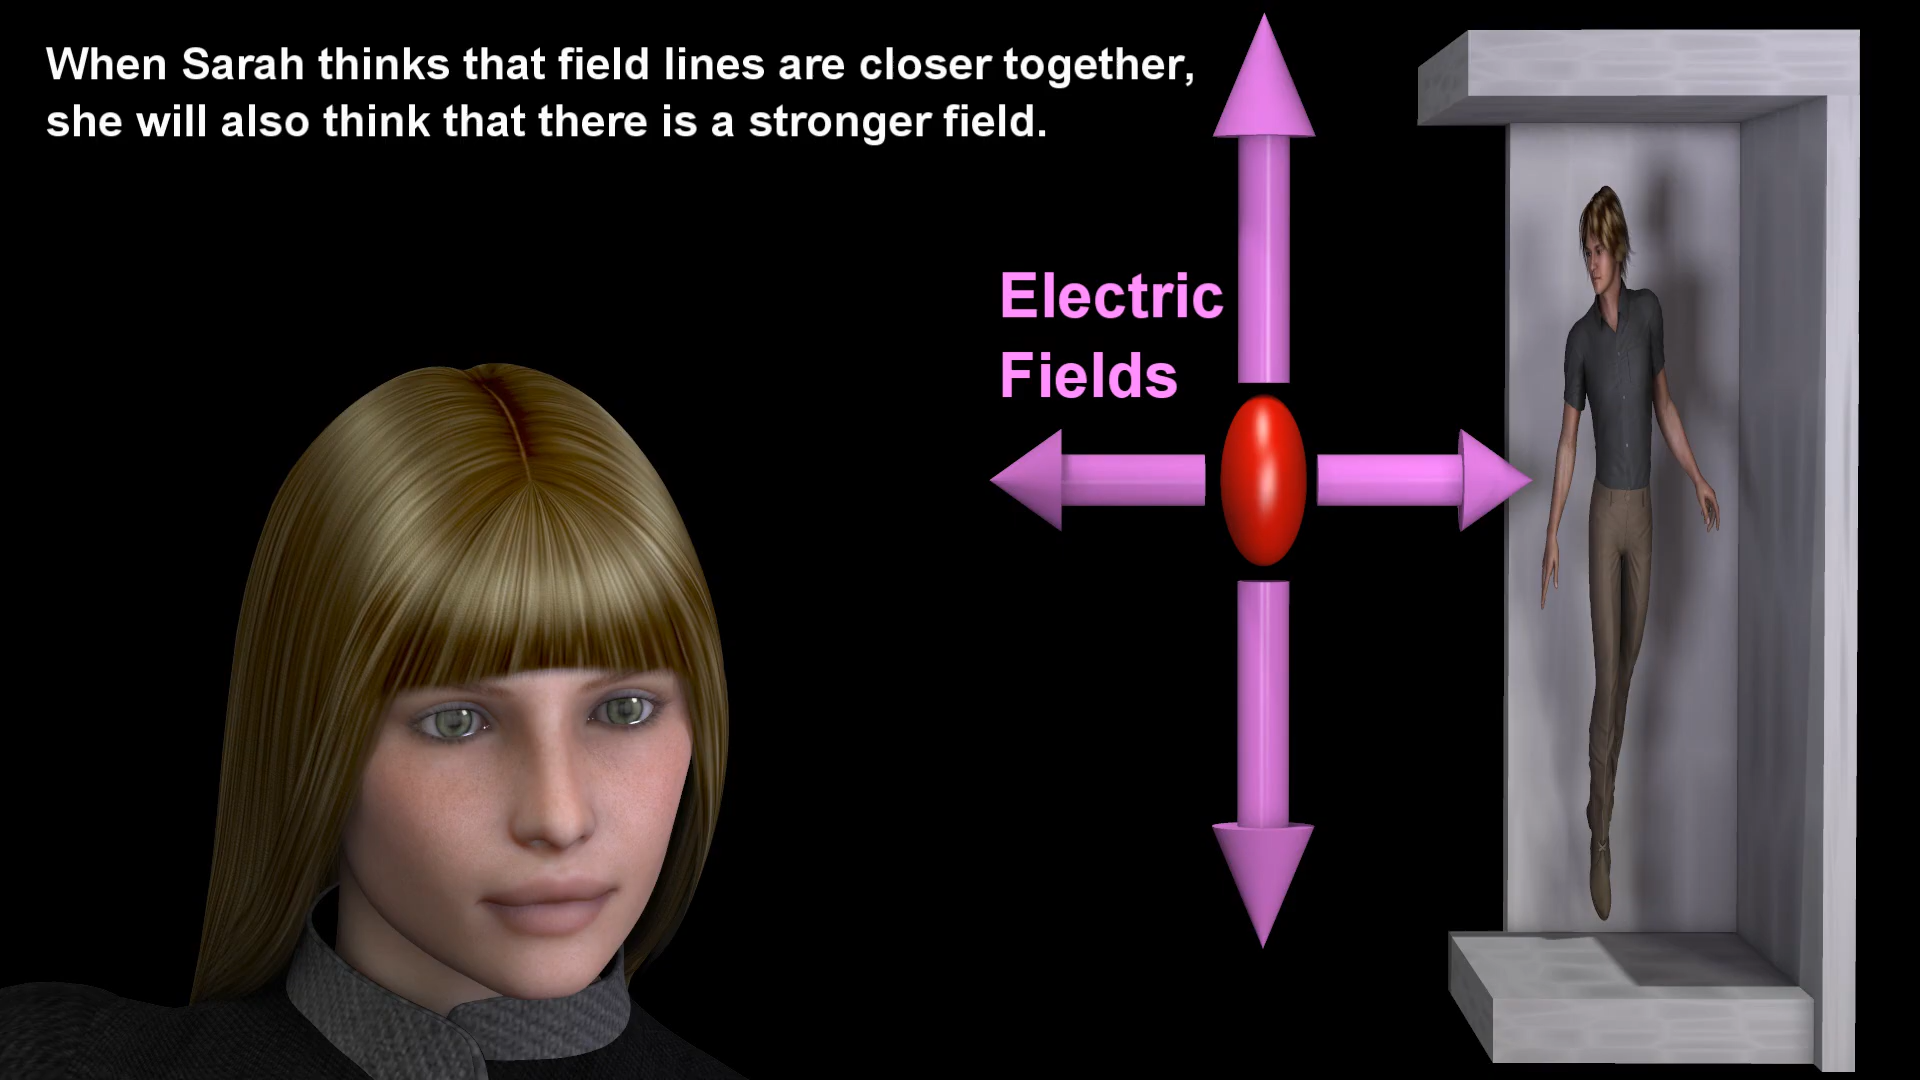 When Sarah thinks that field lines are closer together,
she will also think that there is a stronger field.
Electric
Fields